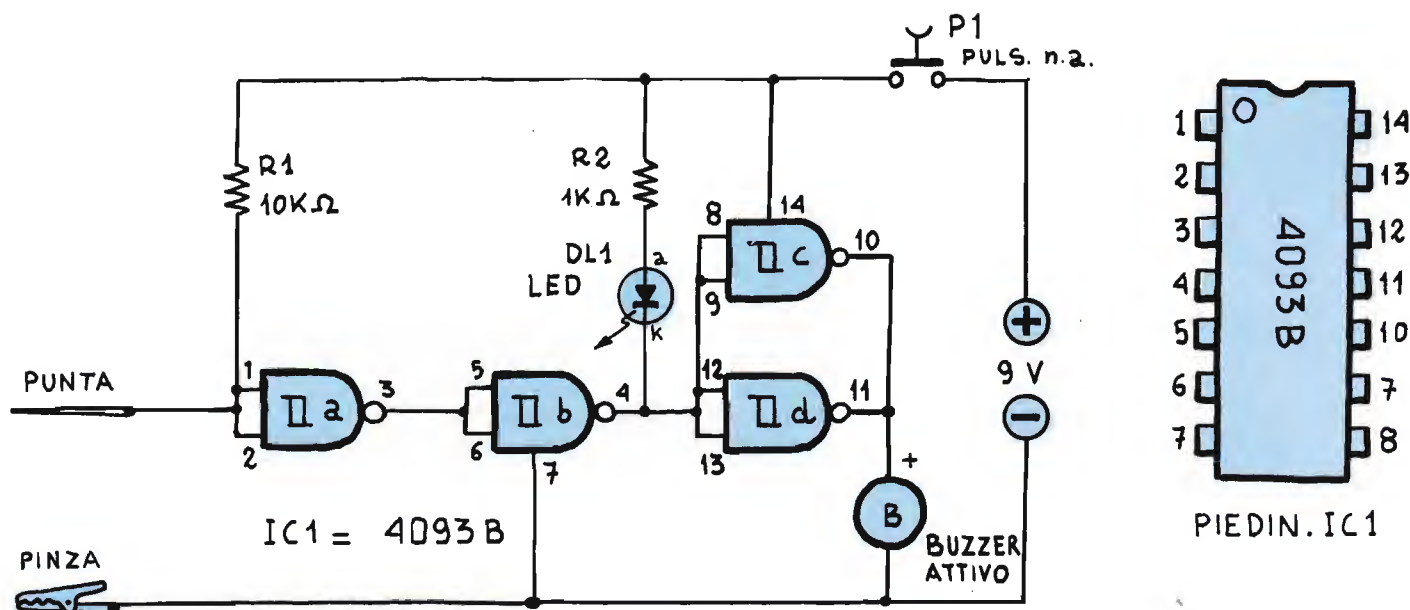 P1
PULS. n.a.
R1
10KΩ
R2
1KΩ
DL1
LED
a
k
8
9
14
c
10
PUNTA
1
2
a
3
5
6
b
4
7
12
13
d
11
+
B
BUZZER
ATTIVO
+
9 V
−
IC1 = 4093B
PINZA
1
2
3
4
5
6
7
4093B
14
13
12
11
10
7
8
PIEDIN. IC1